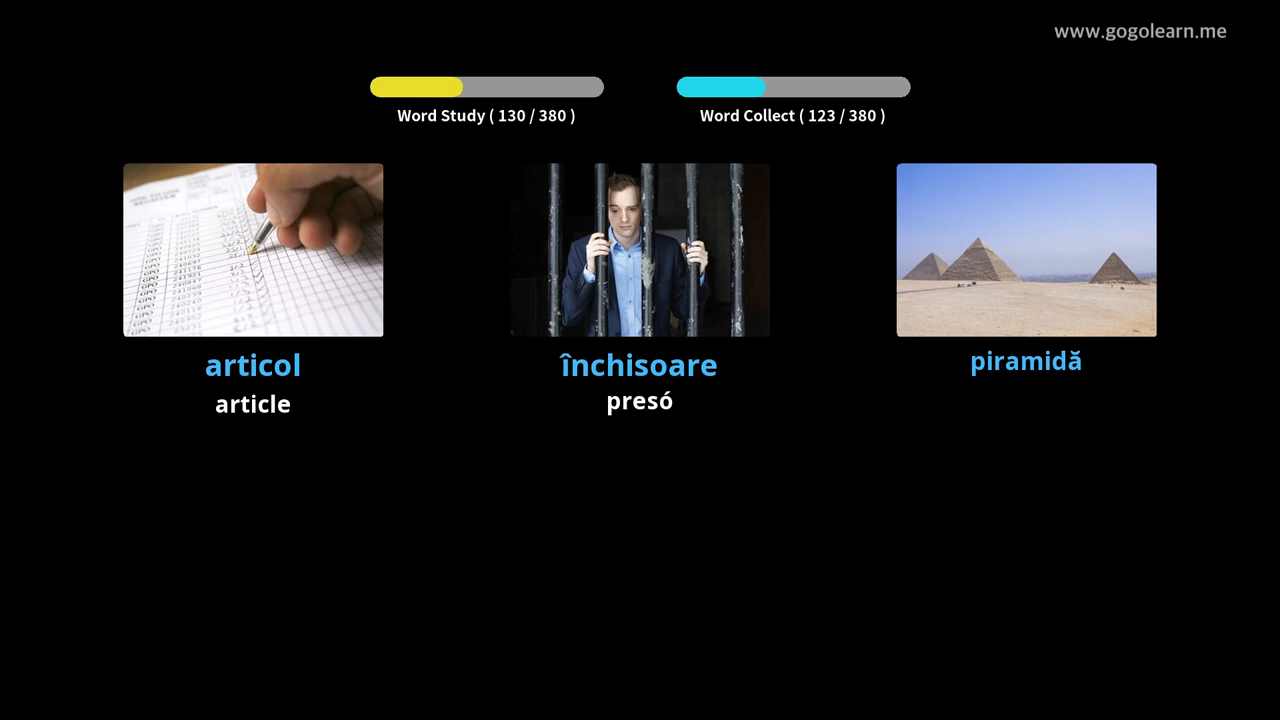 www.gogolearn.me
Word Study ( 130 / 380 )
Word Collect ( 123 / 380 )
articol
închisoare
piramidă
article
presó